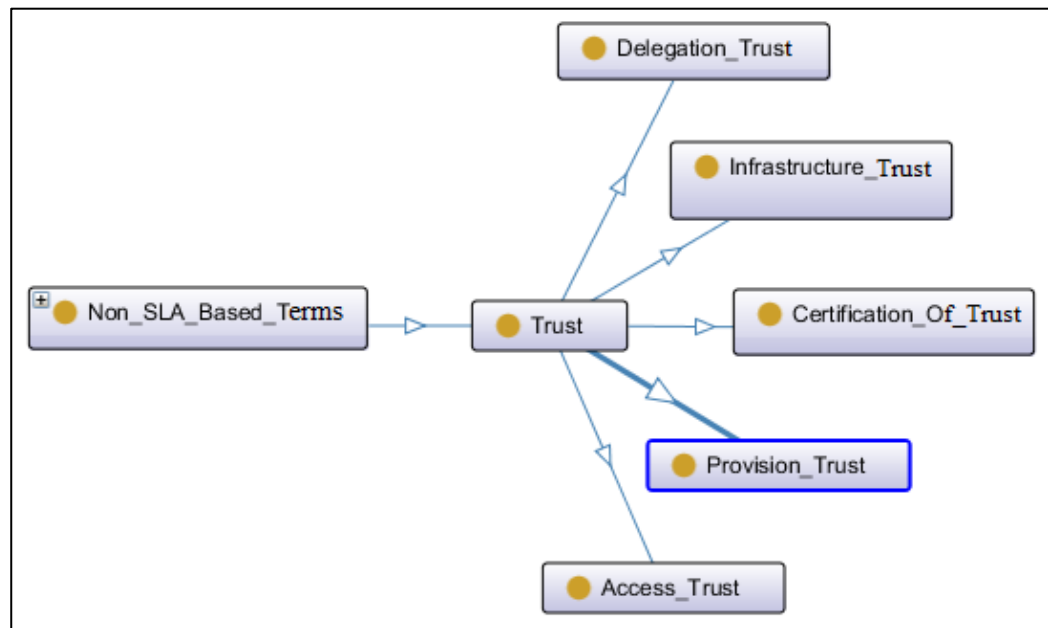 Delegation_Trust
Infrastructure_Trust
Non_SLA_Based_Terms
Trust
Certification_Of_Trust
Provision_Trust
Access_Trust